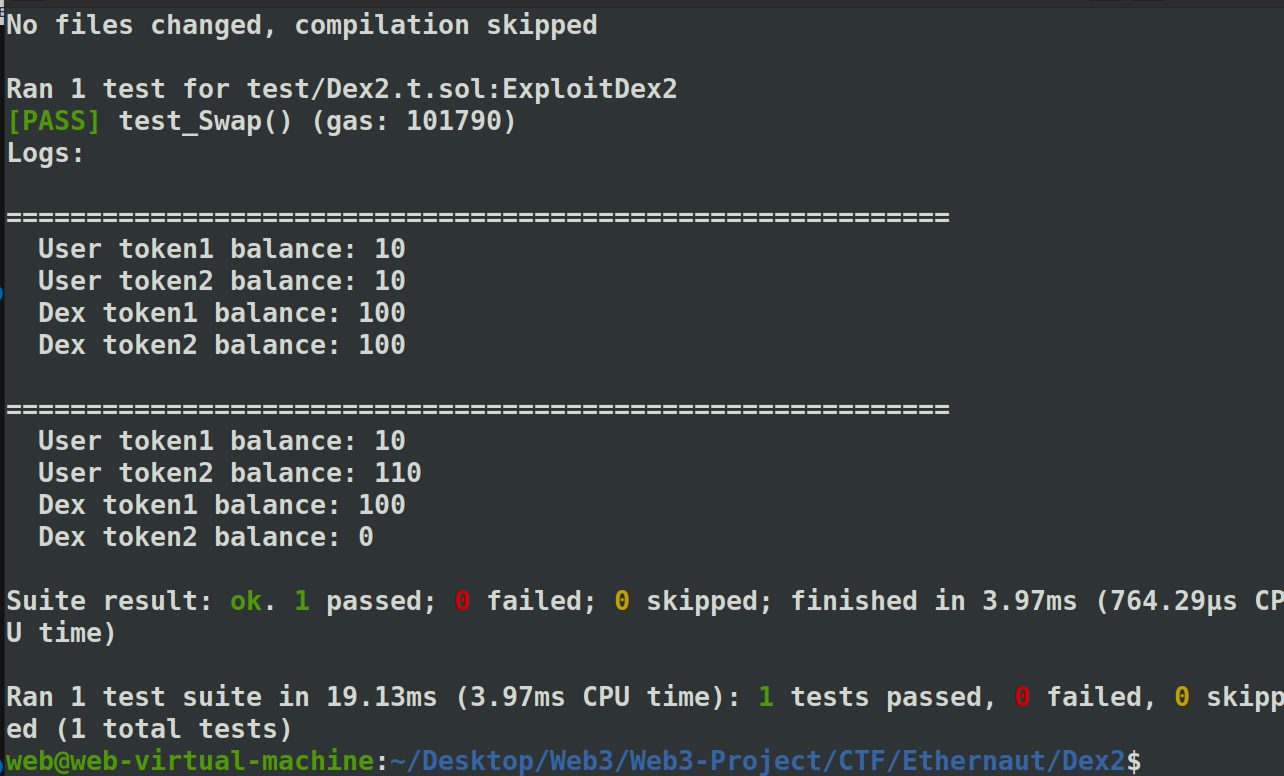 No files changed, compilation skipped
Ran 1 test for test/Dex2.t.sol:ExploitDex2
[PASS] test_Swap() (gas: 101790)
Logs:
===========================================================
User token1 balance: 10
User token2 balance: 10
Dex token1 balance: 100
Dex token2 balance: 100
===========================================================
User token1 balance: 10
User token2 balance: 110
Dex token1 balance: 100
Dex token2 balance: 0
Suite result: ok. 1 passed; 0 failed; 0 skipped; finished in 3.97ms (764.29µs CP
U time)
Ran 1 test suite in 19.13ms (3.97ms CPU time): 1 tests passed, 0 failed, 0 skipp
ed (1 total tests)
web@web-virtual-machine:~/Desktop/Web3/Web3-Project/CTF/Ethernaut/Dex2$